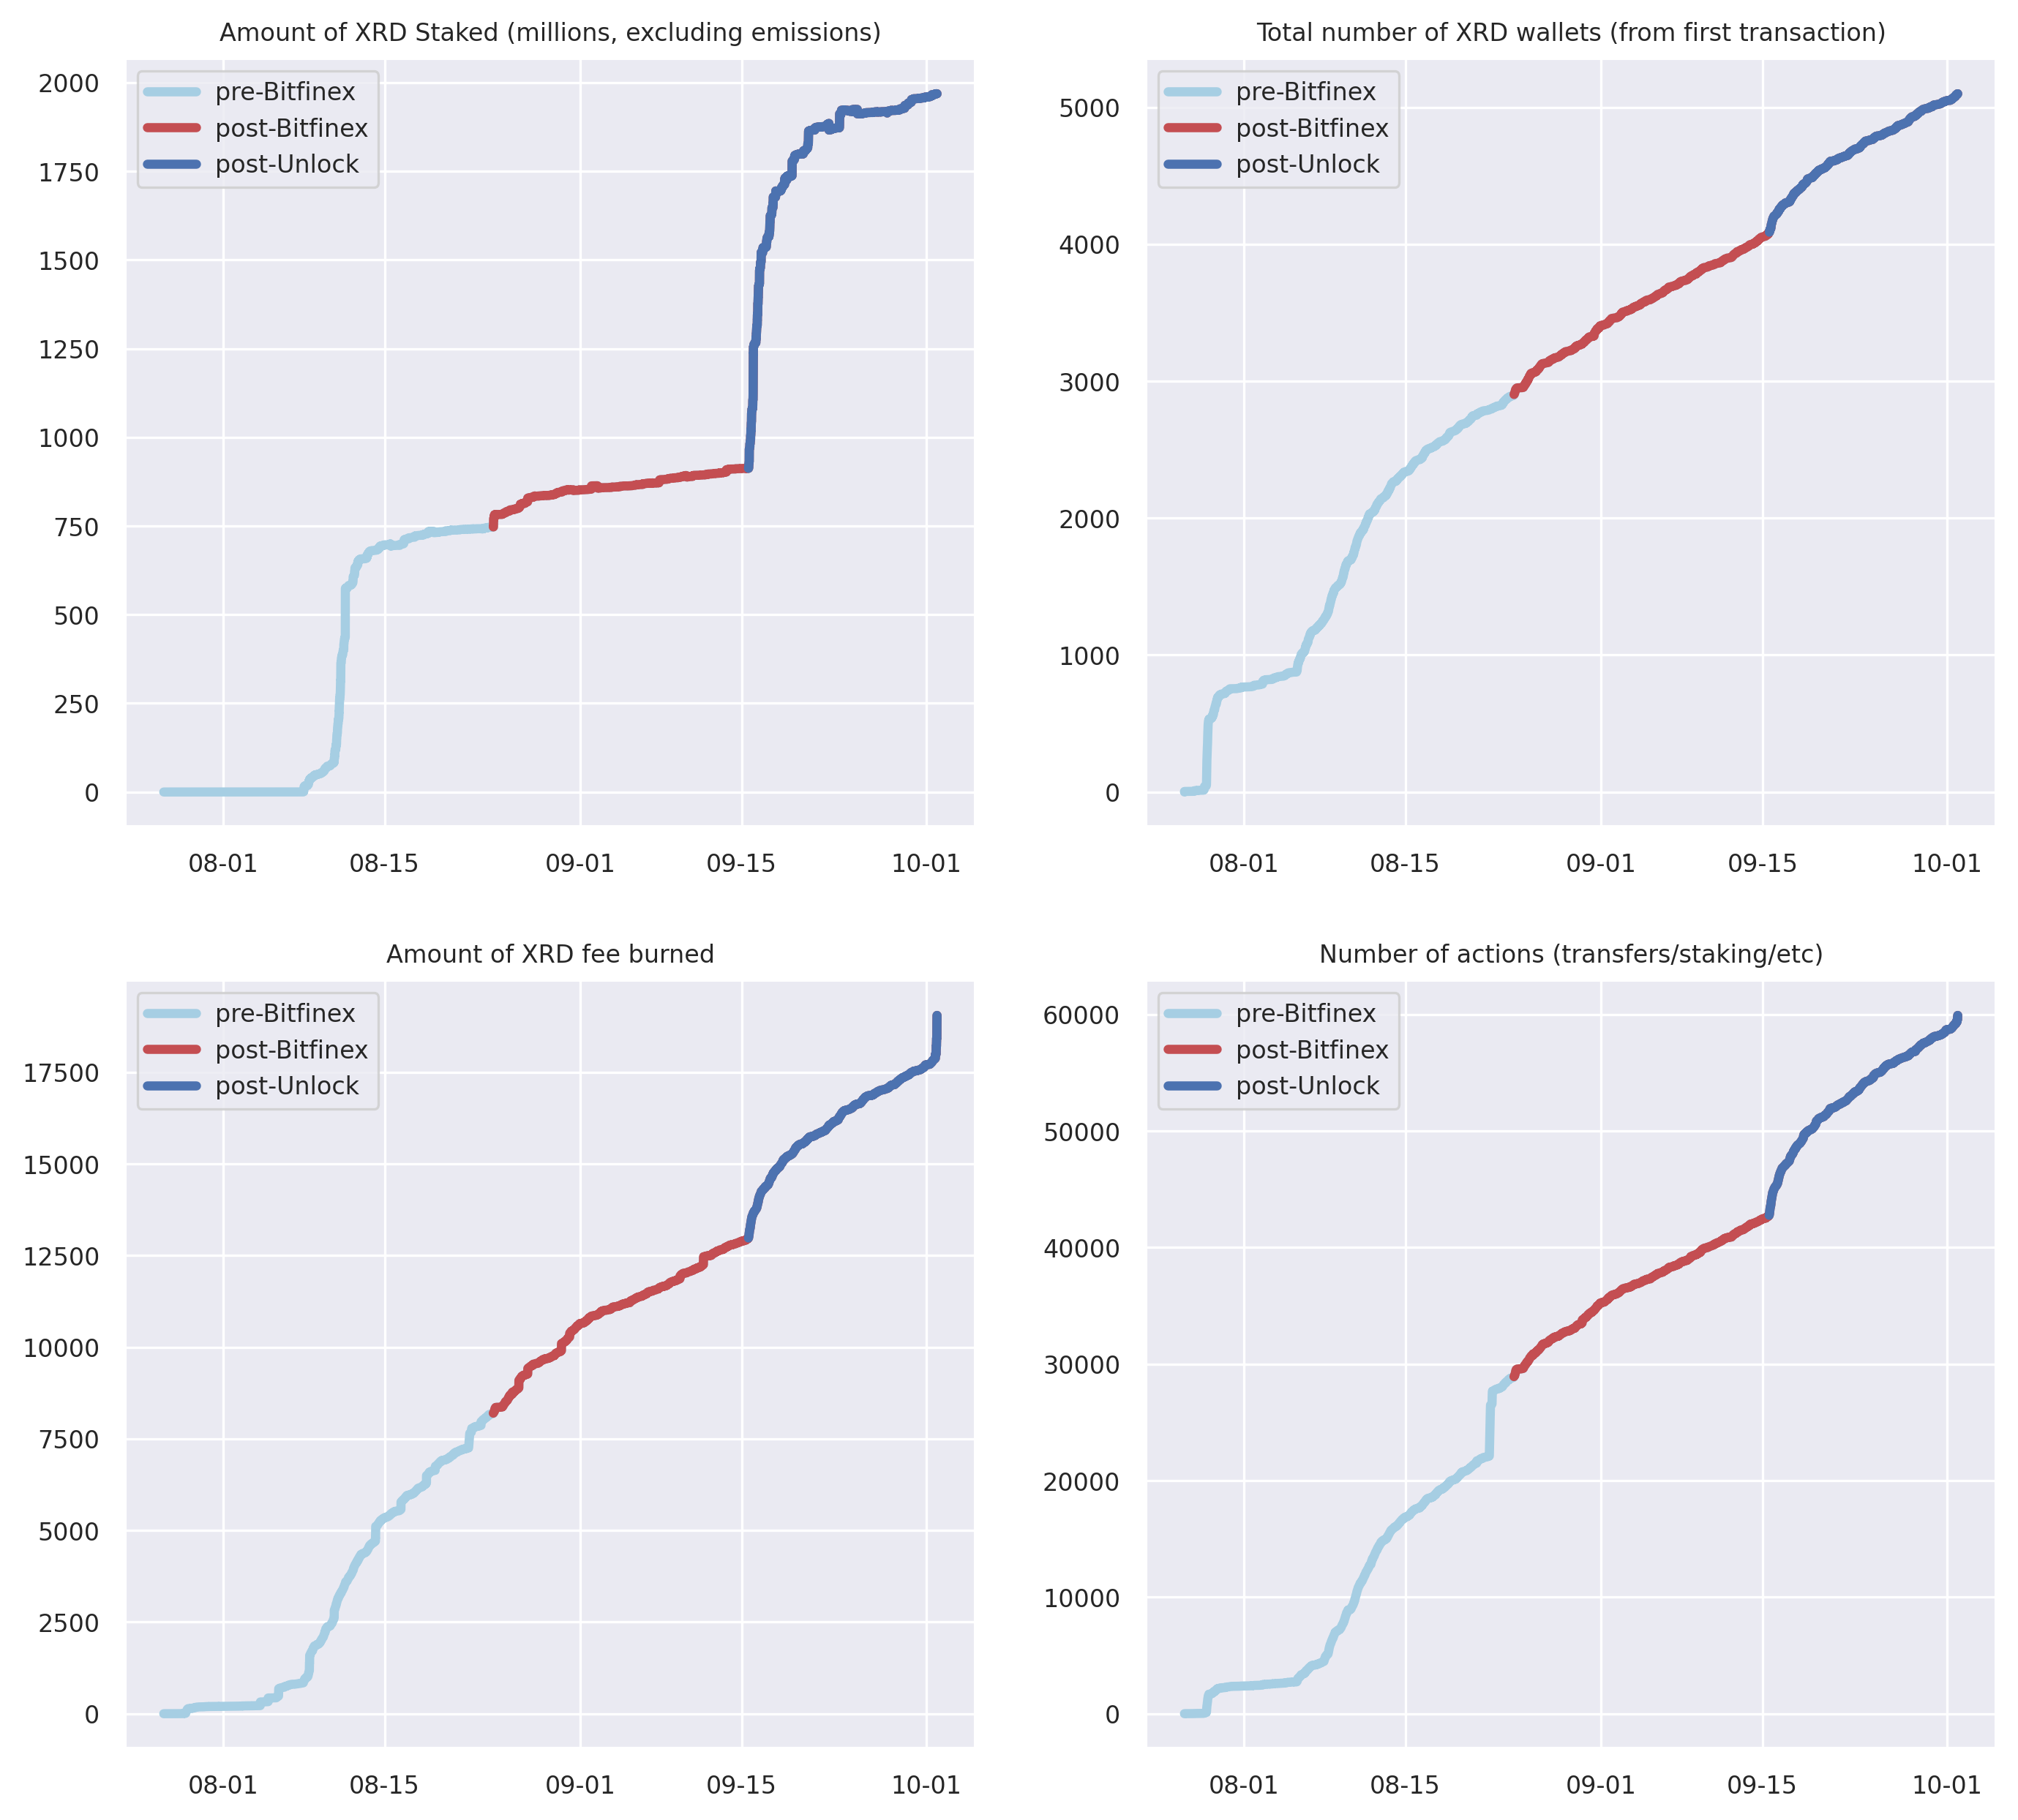 Amount of XRD Staked (millions, excluding emissions)
pre-Bitfinex
post-Bitfinex
post-Unlock
2000
1750
1500
1250
1000
750
500
250
0
08-01 08-15 09-01 09-15 10-01
Total number of XRD wallets (from first transaction)
pre-Bitfinex
post-Bitfinex
post-Unlock
5000
4000
3000
2000
1000
0
08-01 08-15 09-01 09-15 10-01
Amount of XRD fee burned
pre-Bitfinex
post-Bitfinex
post-Unlock
17500
15000
12500
10000
7500
5000
2500
0
08-01 08-15 09-01 09-15 10-01
Number of actions (transfers/staking/etc)
pre-Bitfinex
post-Bitfinex
post-Unlock
60000
50000
40000
30000
20000
10000
0
08-01 08-15 09-01 09-15 10-01